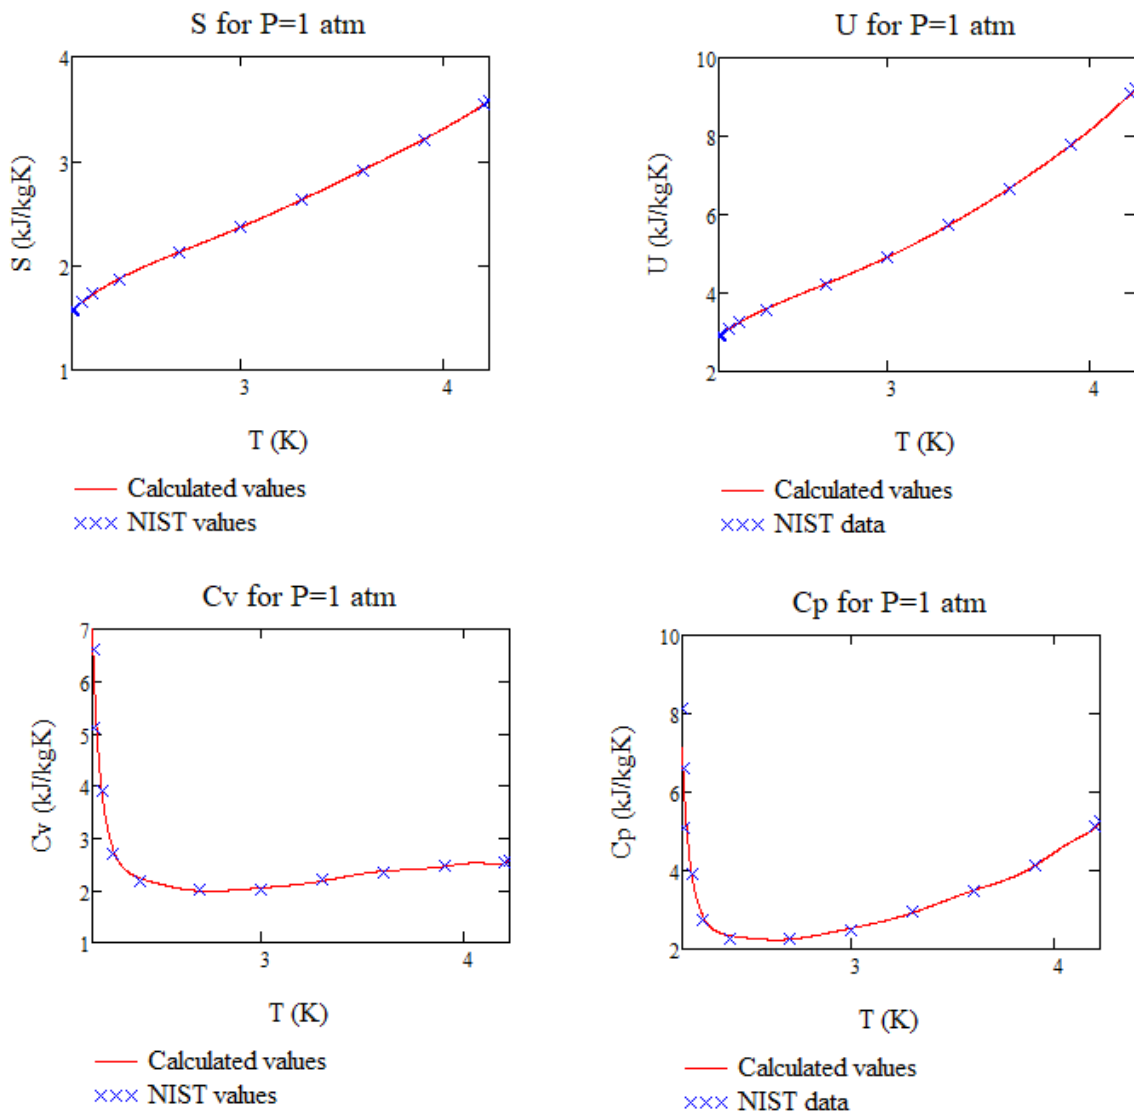 S for P=1 atm
4
3
2
1
S (kJ/kgK)
3
4
T (K)
Calculated values
NIST values
U for P=1 atm
10
8
6
4
2
U (kJ/kgK)
3
4
T (K)
Calculated values
NIST data
Cv for P=1 atm
7
6
5
4
3
2
1
Cv (kJ/kgK)
3
4
T (K)
Calculated values
NIST values
Cp for P=1 atm
10
8
6
4
2
Cp (kJ/kgK)
3
4
T (K)
Calculated values
NIST data